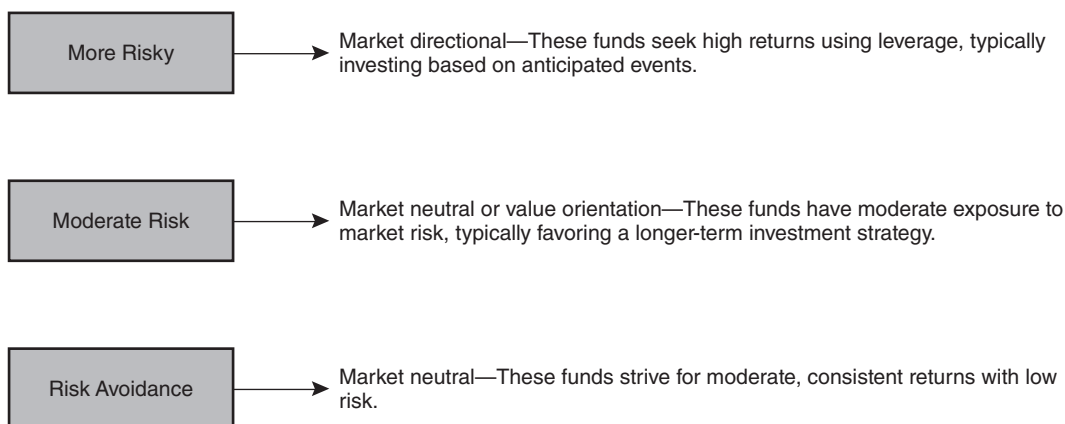 More Risky
Market directional—These funds seek high returns using leverage, typically
investing based on anticipated events.
Moderate Risk
Market neutral or value orientation—These funds have moderate exposure to
market risk, typically favoring a longer-term investment strategy.
Risk Avoidance
Market neutral—These funds strive for moderate, consistent returns with low
risk.